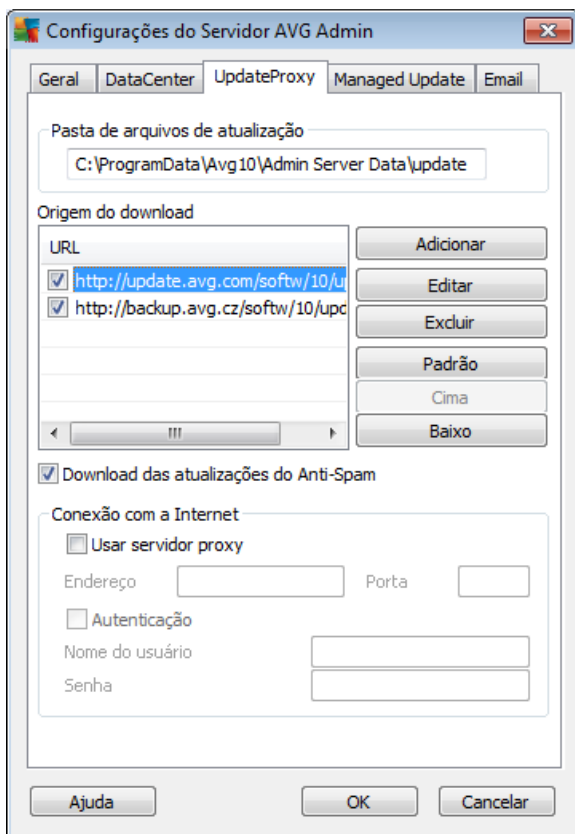 Configurações do Servidor AVG Admin
Geral DataCenter UpdateProxy Managed Update Email
Pasta de arquivos de atualização
C:\ProgramData\Avg10\Admin Server Data\update
Origem do download
URL
http://update.avg.com/softw/10/u
http://backup.avg.cz/softw/10/upd
Adicionar
Editar
Excluir
Padrão
Cima
Baixo
Download das atualizações do Anti-Spam
Conexão com a Internet
Usar servidor proxy
Endereço Porta
Autenticação
Nome do usuário
Senha
Ajuda OK Cancelar